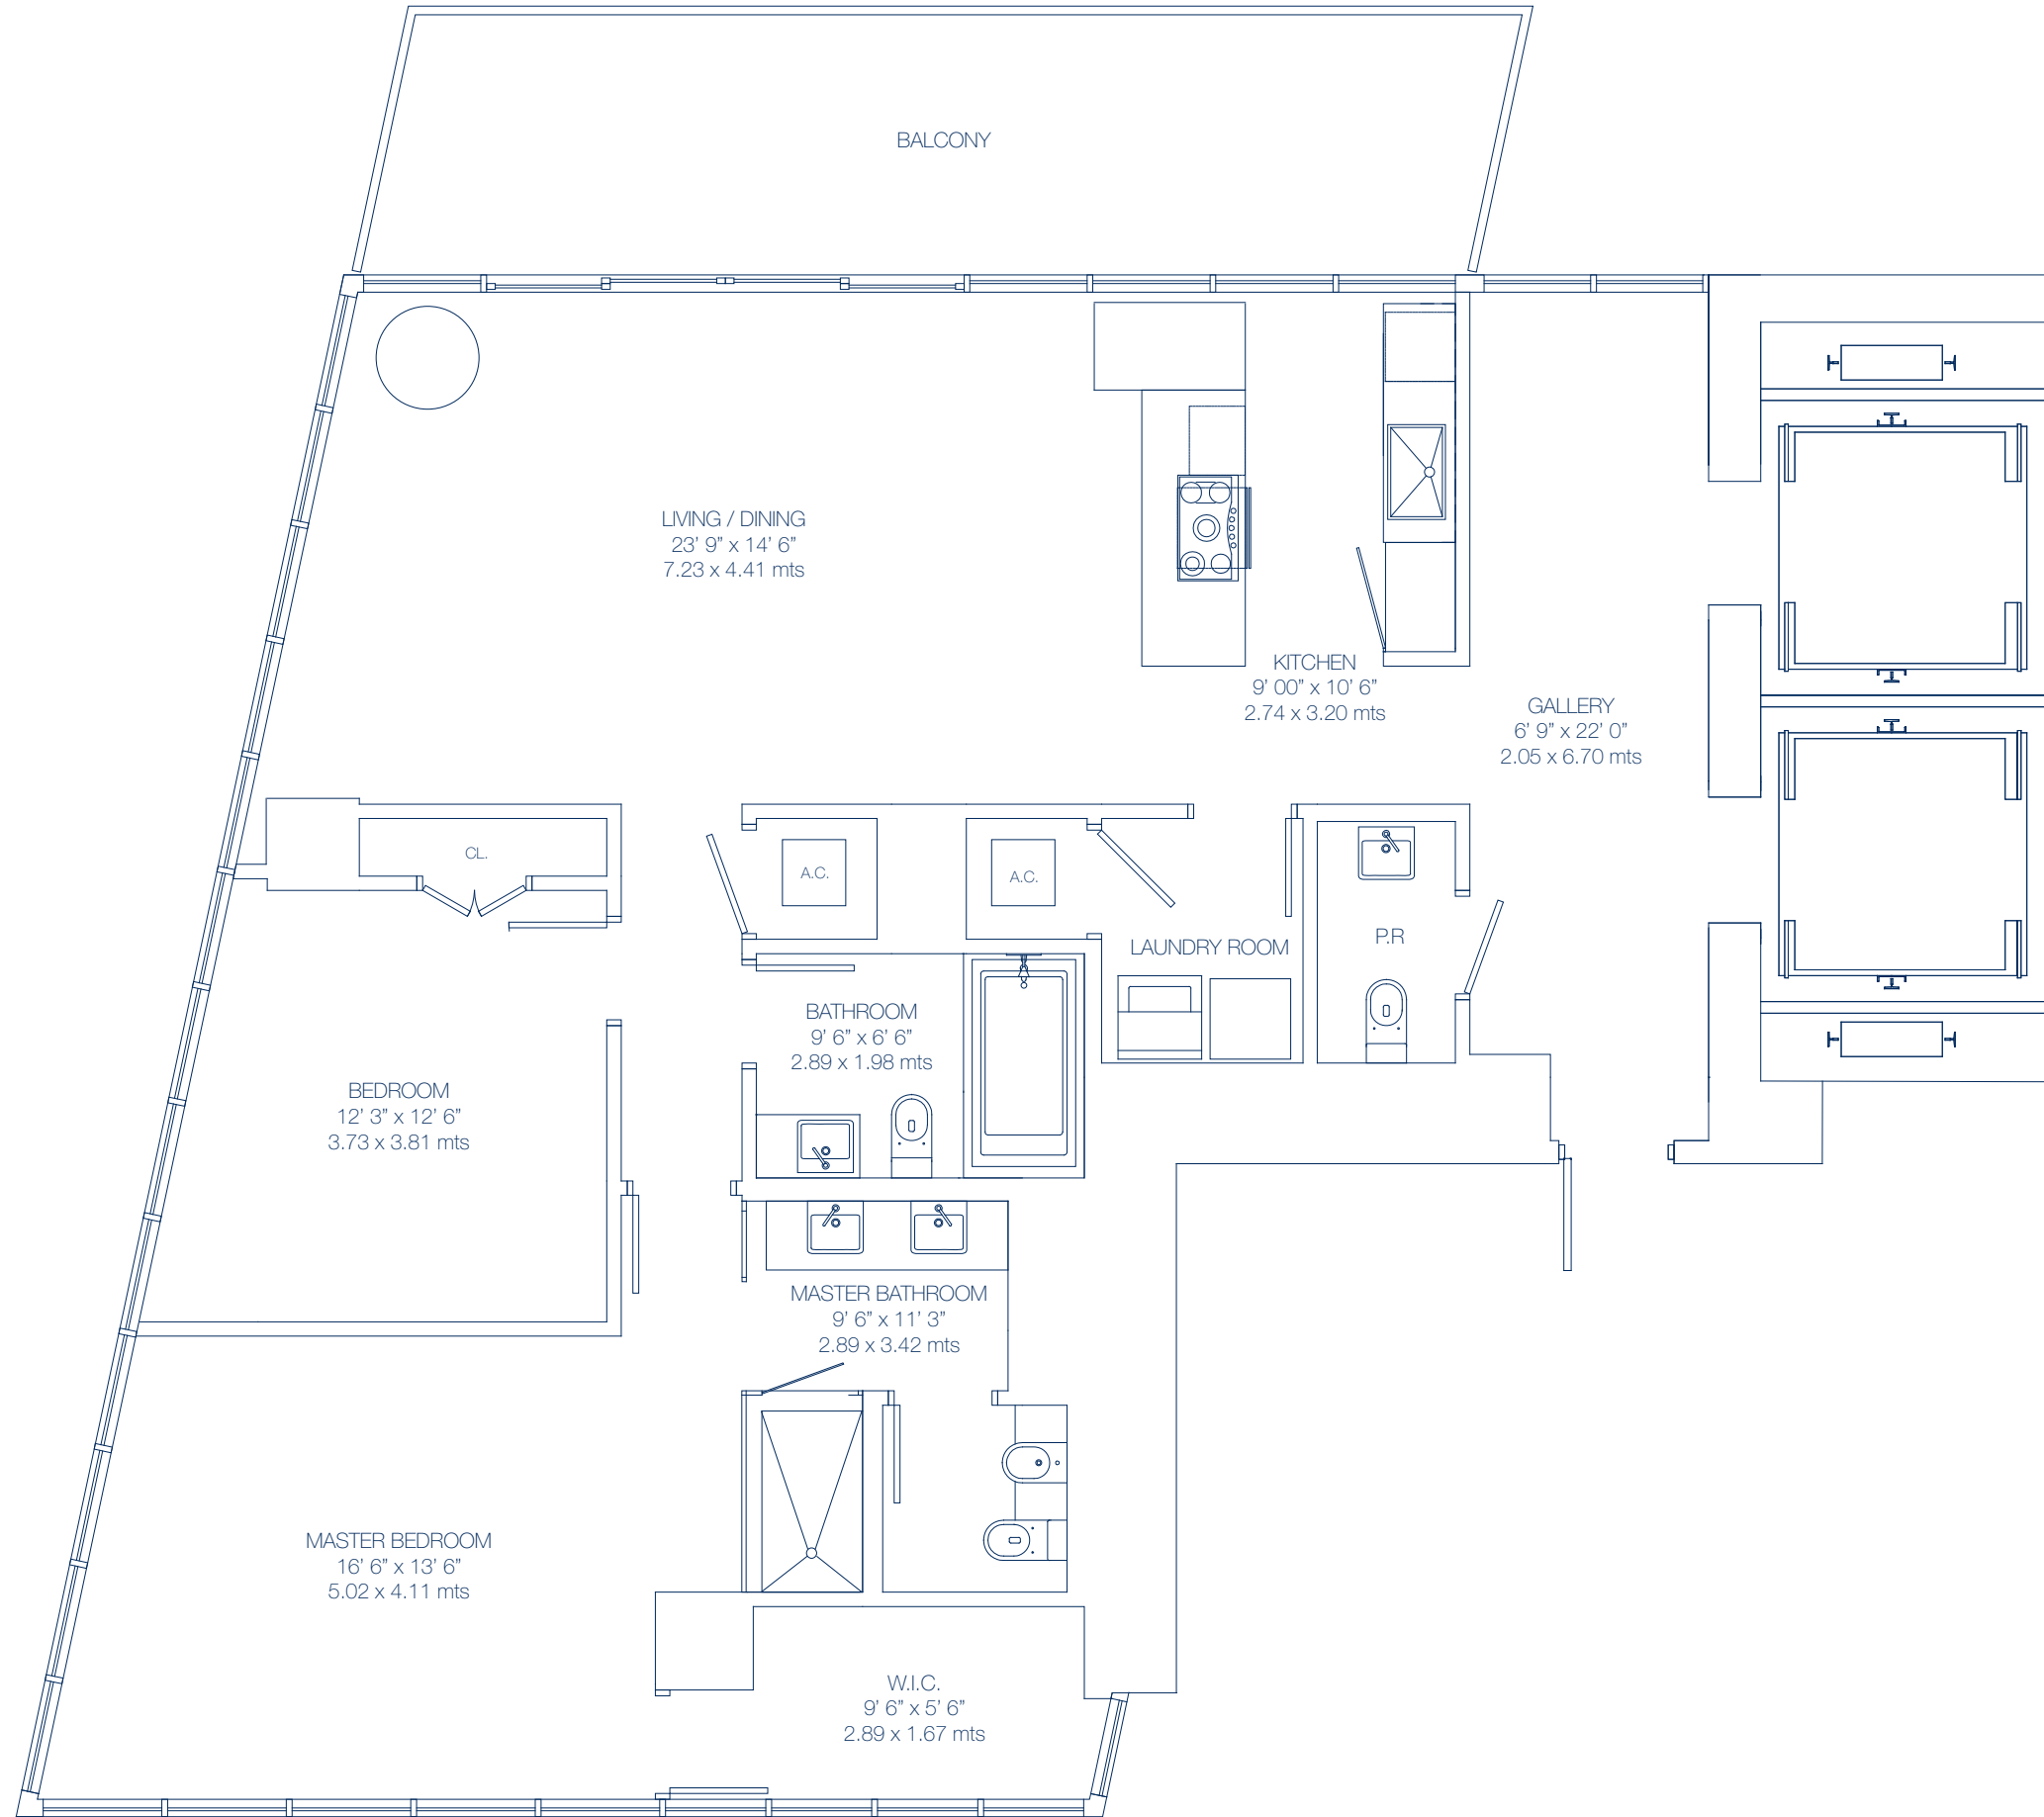 BALCONY
LIVING / DINING
23' 9" x 14' 6"
7.23 x 4.41 mts
KITCHEN
9' 00" x 10' 6"
2.74 x 3.20 mts
GALLERY
6' 9" x 22' 0"
2.05 x 6.70 mts
CL.
A.C.
A.C.
LAUNDRY ROOM
P.R
BATHROOM
9' 6" x 6' 6"
2.89 x 1.98 mts
BEDROOM
12' 3" x 12' 6"
3.73 x 3.81 mts
MASTER BATHROOM
9' 6" x 11' 3"
2.89 x 3.42 mts
MASTER BEDROOM
16' 6" x 13' 6"
5.02 x 4.11 mts
W.I.C.
9' 6" x 5' 6"
2.89 x 1.67 mts